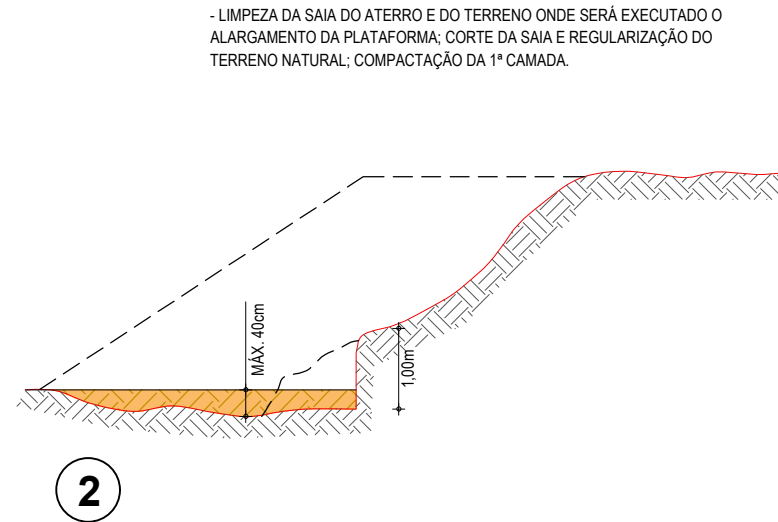 - LIMPEZA DA SAIA DO ATERRO E DO TERRENO ONDE SERÁ EXECUTADO O
ALARGAMENTO DA PLATAFORMA; CORTE DA SAIA E REGULARIZAÇÃO DO
TERRENO NATURAL; COMPACTAÇÃO DA 1ª CAMADA.
MÁX. 40cm
1,00m
2